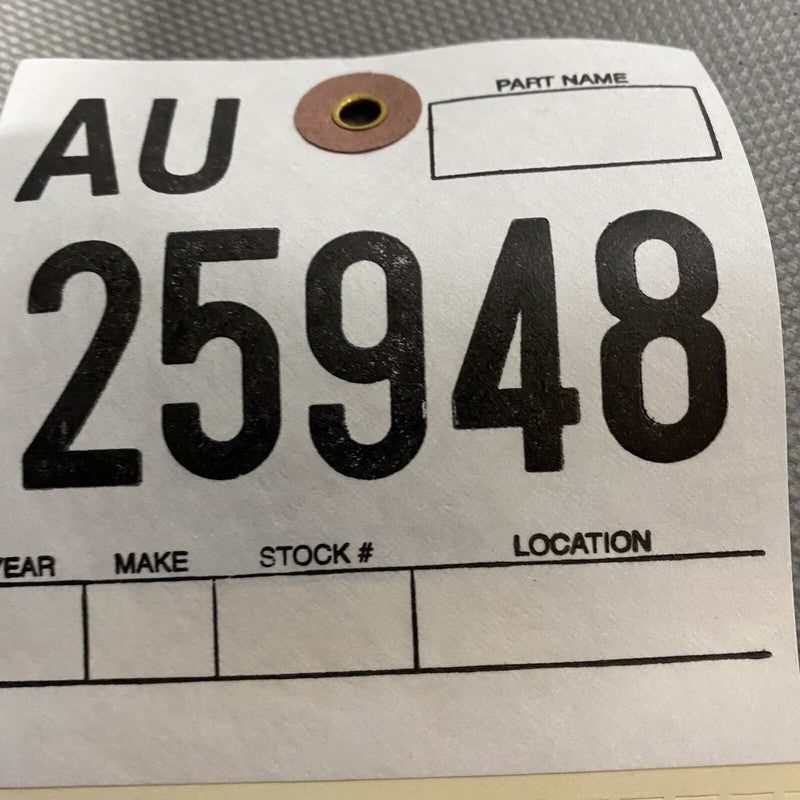 AU
PART NAME
25948
YEAR MAKE STOCK # LOCATION